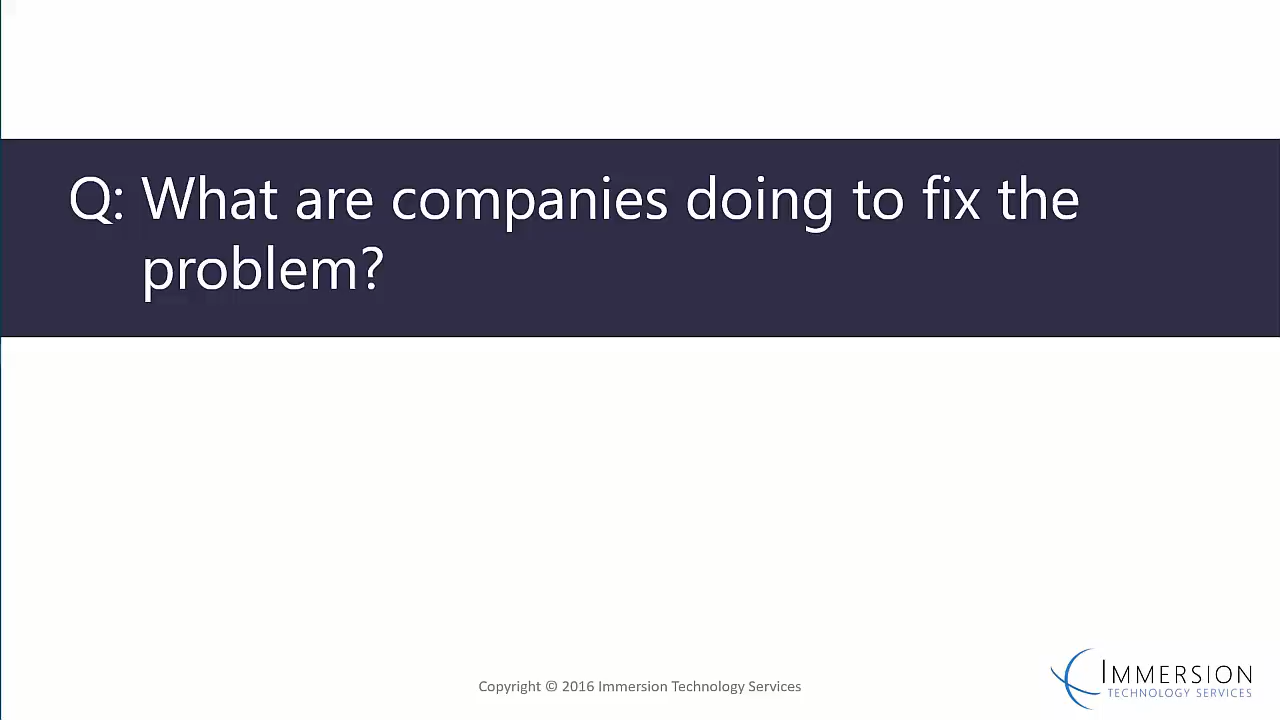 Q: What are companies doing to fix the
problem?
Copyright © 2016 Immersion Technology Services
IMMERSION
TECHNOLOGY SERVICES